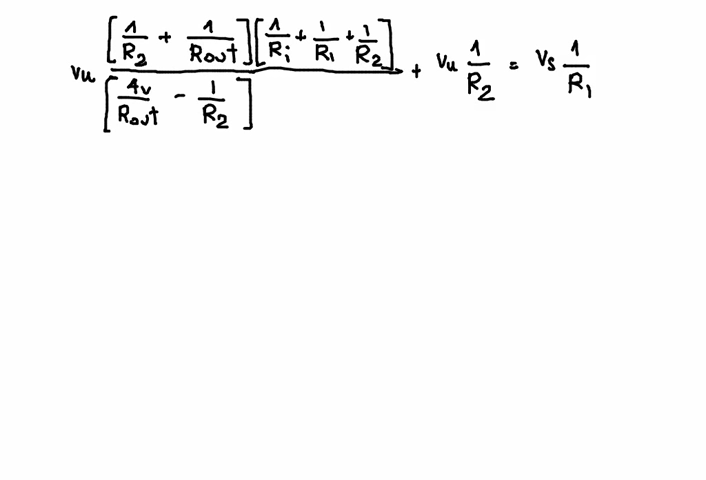 vu [1/R2 + 1/Rout][1/Ri + 1/R1 + 1/R2] / [Av/Rout - 1/R2] + vu 1/R2 = vs 1/R1